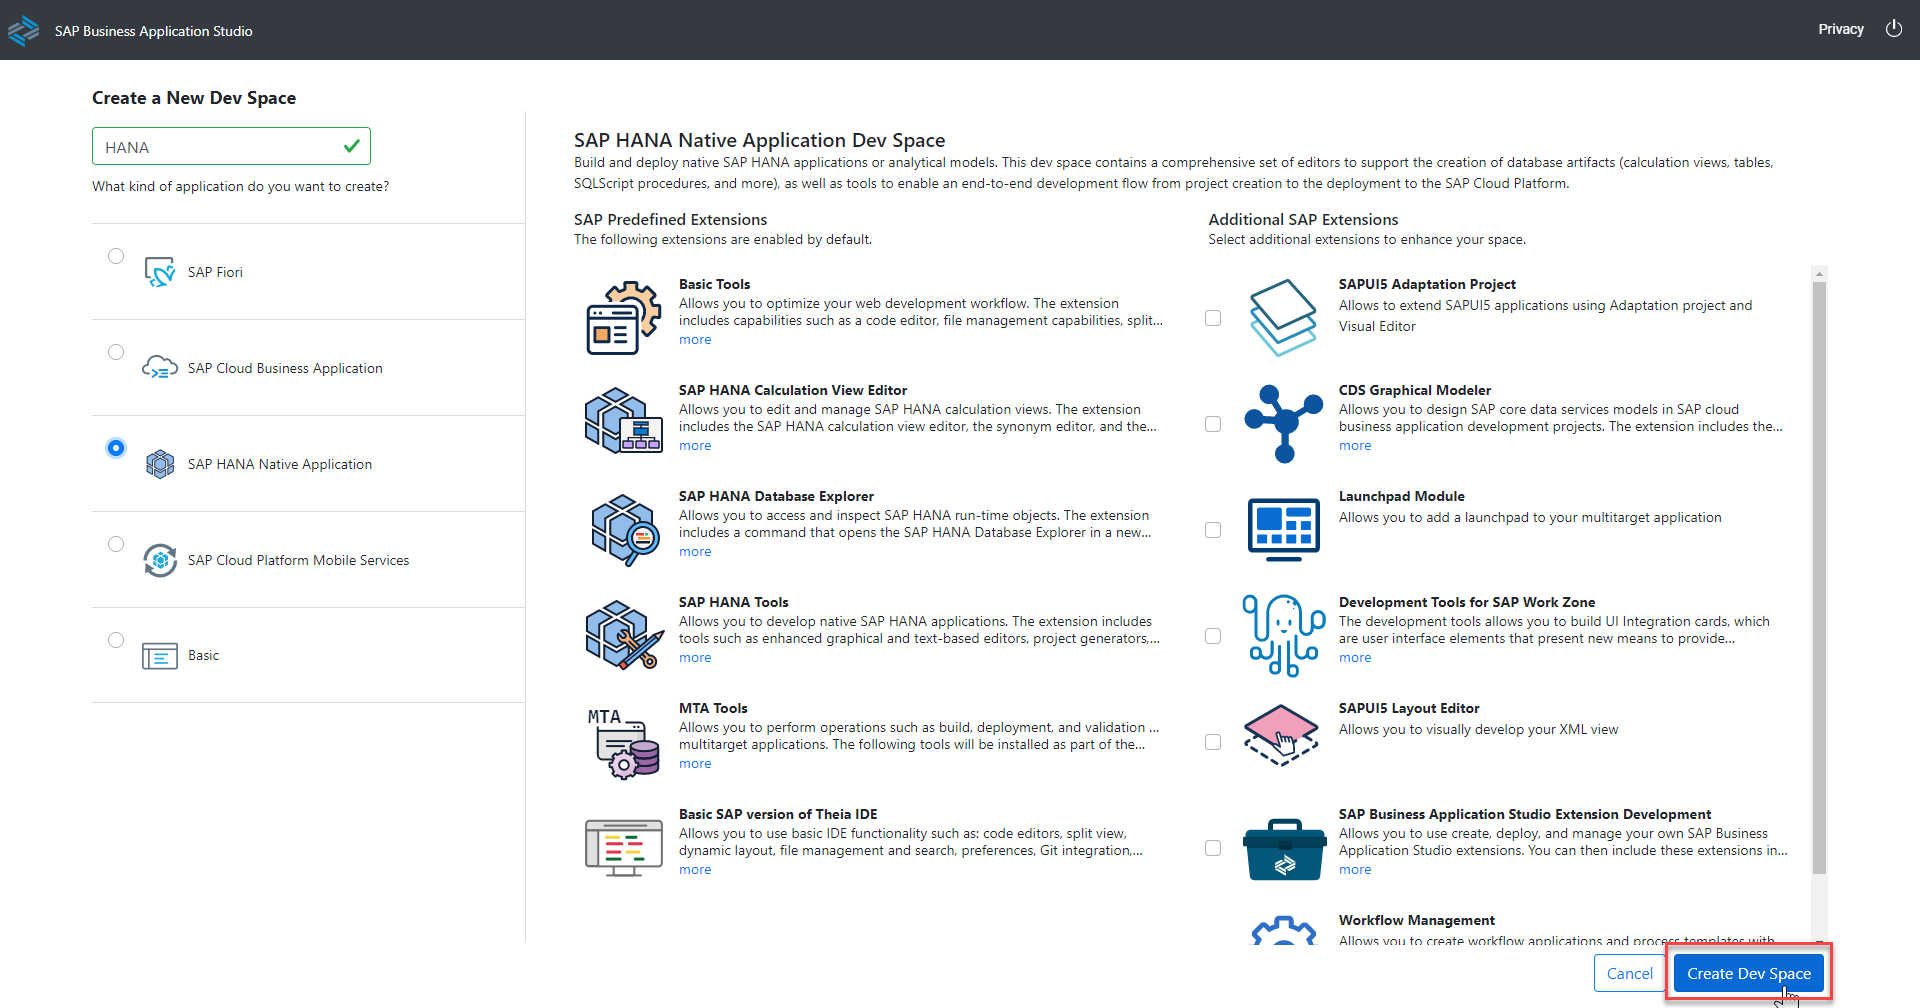 SAP Business Application Studio
Privacy
Create a New Dev Space
HANA
What kind of application do you want to create?
SAP Fiori
SAP Cloud Business Application
SAP HANA Native Application
SAP Cloud Platform Mobile Services
Basic
SAP HANA Native Application Dev Space
Build and deploy native SAP HANA applications or analytical models. This dev space contains a comprehensive set of editors to support the creation of database artifacts (calculation views, tables,
SQLScript procedures, and more), as well as tools to enable an end-to-end development flow from project creation to the deployment to the SAP Cloud Platform.
SAP Predefined Extensions
The following extensions are enabled by default.
Basic Tools
Allows you to optimize your web development workflow. The extension
includes capabilities such as a code editor, file management capabilities, split...
more
SAP HANA Calculation View Editor
Allows you to edit and manage SAP HANA calculation views. The extension
includes the SAP HANA calculation view editor, the synonym editor, and the...
more
SAP HANA Database Explorer
Allows you to access and inspect SAP HANA run-time objects. The extension
includes a command that opens the SAP HANA Database Explorer in a new...
more
SAP HANA Tools
Allows you to develop native SAP HANA applications. The extension includes
tools such as enhanced graphical and text-based editors, project generators,...
more
MTA
MTA Tools
Allows you to perform operations such as build, deployment, and validation ...
multitarget applications. The following tools will be installed as part of the...
more
Basic SAP version of Theia IDE
Allows you to use basic IDE functionality such as: code editors, split view,
dynamic layout, file management and search, preferences, Git integration,...
more
Additional SAP Extensions
Select additional extensions to enhance your space.
SAPUI5 Adaptation Project
Allows to extend SAPUI5 applications using Adaptation project and
Visual Editor
CDS Graphical Modeler
Allows you to design SAP core data services models in SAP cloud
business application development projects. The extension includes the...
more
Launchpad Module
Allows you to add a launchpad to your multitarget application
Development Tools for SAP Work Zone
The development tools allows you to build UI Integration cards, which
are user interface elements that present new means to provide...
more
SAPUI5 Layout Editor
Allows you to visually develop your XML view
SAP Business Application Studio Extension Development
Allows you to use create, deploy, and manage your own SAP Business
Application Studio extensions. You can then include these extensions in...
more
Workflow Management
Allows you to create workflow applications and process templates with
Cancel
Create Dev Space